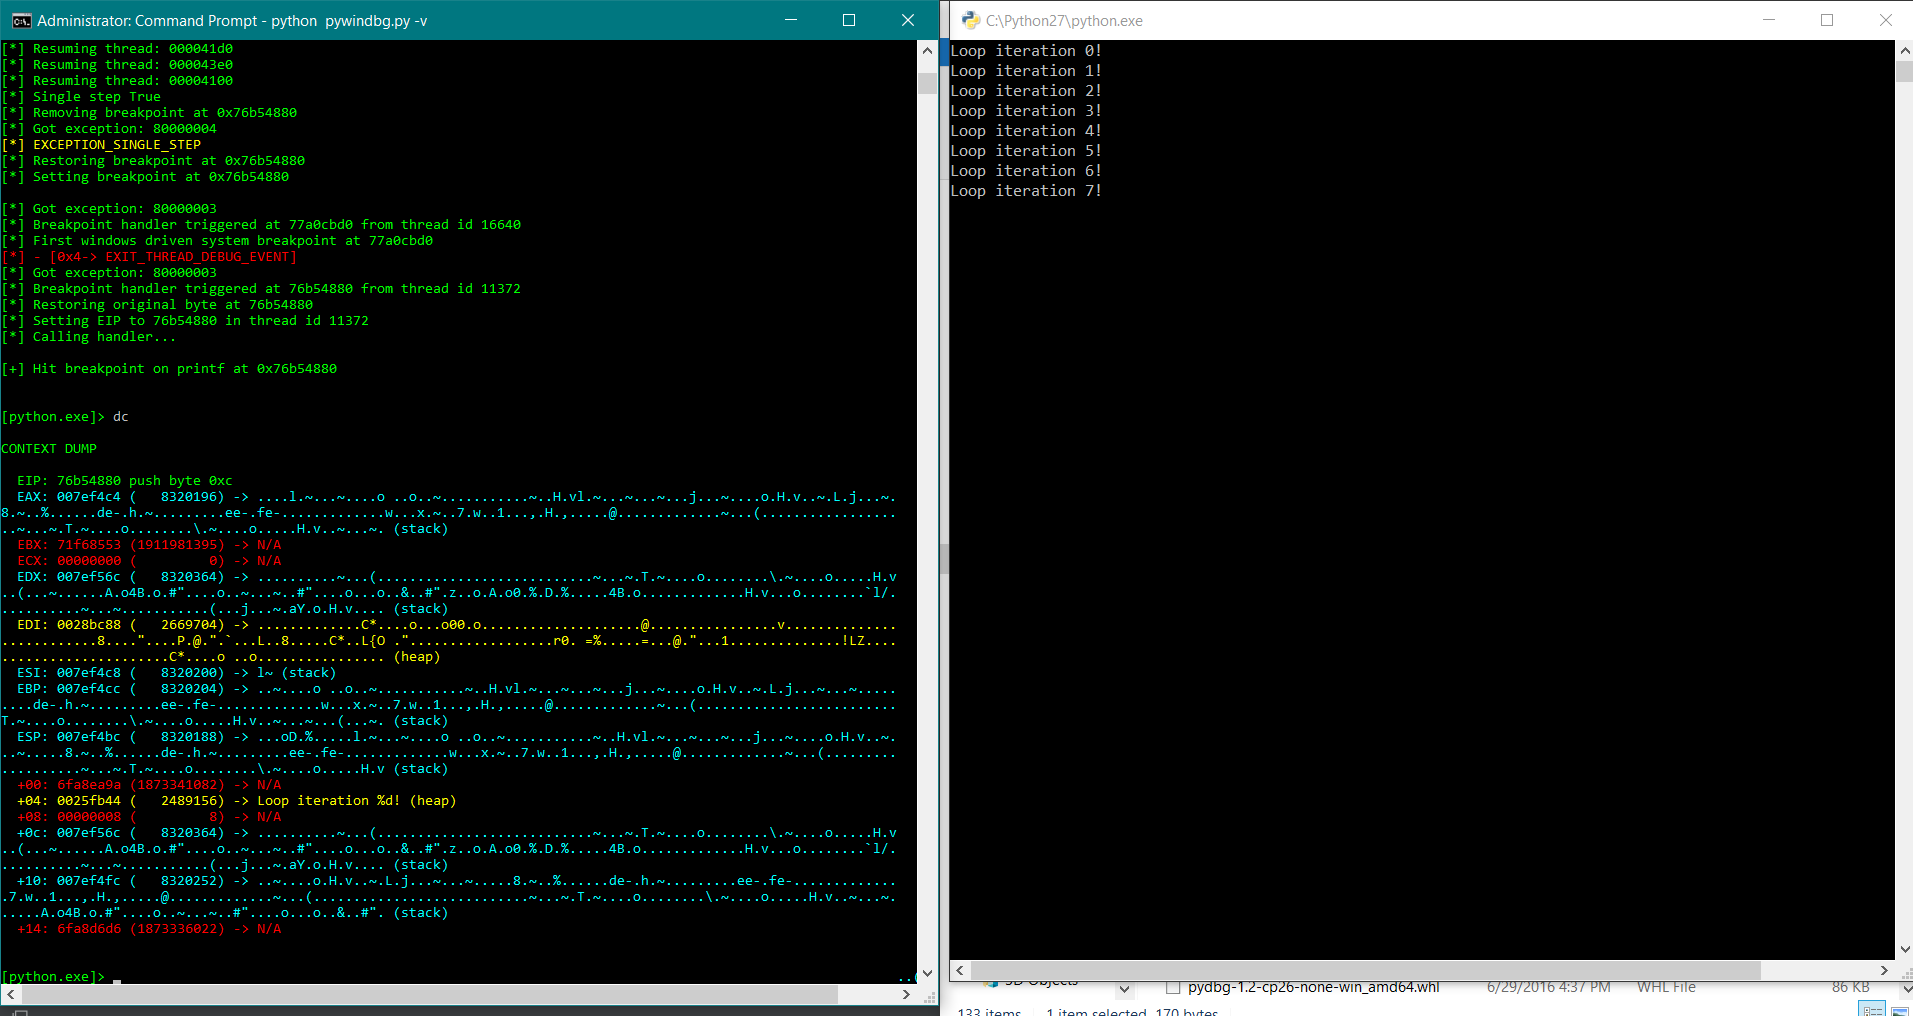 Administrator: Command Prompt - python  pywindbg.py -v
[*] Resuming thread: 000041d0
[*] Resuming thread: 000043e0
[*] Resuming thread: 00004100
[*] Single step True
[*] Removing breakpoint at 0x76b54880
[*] Got exception: 80000004
[*] EXCEPTION_SINGLE_STEP
[*] Restoring breakpoint at 0x76b54880
[*] Setting breakpoint at 0x76b54880
[*] Got exception: 80000003
[*] Breakpoint handler triggered at 77a0cbd0 from thread id 16640
[*] First windows driven system breakpoint at 77a0cbd0
[*] - [0x4-> EXIT_THREAD_DEBUG_EVENT]
[*] Got exception: 80000003
[*] Breakpoint handler triggered at 76b54880 from thread id 11372
[*] Restoring original byte at 76b54880
[*] Setting EIP to 76b54880 in thread id 11372
[*] Calling handler...
[+] Hit breakpoint on printf at 0x76b54880
[python.exe]> dc
CONTEXT DUMP
EIP: 76b54880 push byte 0xc
EAX: 007ef4c4 (   8320196) -> ....l.~...~....o ..o..~...........~..H.vl.~...~...~...j...~....o.H.v..~.L.j...~.
8.~..%......de-.h.~.........ee-.fe-.............w...x.~..7.w..1...,.H.,.....@.............~...(.................
..~...~.T.~....o........\.~....o.....H.v..~...~. (stack)
EBX: 71f68553 (1911981395) -> N/A
ECX: 00000000 (         0) -> N/A
EDX: 007ef56c (   8320364) -> ..........~...(...........................~...~.T.~....o........\.~....o.....H.v
..(...~......A.o4B.o.#"....o..~...~..#"....o...o..&..#".z..o.A.o0.%.D.%.....4B.o.............H.v...o........`l/.
..........~...~...........(...j...~.aY.o.H.v.... (stack)
EDI: 0028bc88 (   2669704) -> .............C*....o...o00.o....................@................v..............
............8...."....P.@."."`...L..8.....C*..L{O ."..................r0. =%.....=...@."...1..............!LZ....
.....................C*....o ..o................ (heap)
ESI: 007ef4c8 (   8320200) -> l~ (stack)
EBP: 007ef4cc (   8320204) -> ..~....o ..o..~...........~..H.vl.~...~...~...j...~....o.H.v..~.L.j...~...~.....
....de-.h.~.........ee-.fe-.............w...x.~..7.w..1...,.H.,.....@.............~...(.........................
T.~....o........\.~....o.....H.v..~...~...(...~. (stack)
ESP: 007ef4bc (   8320188) -> ...oD.%.....l.~...~....o ..o..~...........~..H.vl.~...~...~...j...~....o.H.v..~.
..~.....8.~..%......de-.h.~.........ee-.fe-.............w...x.~..7.w..1...,.H.,.....@.............~...(.........
..........~...~.T.~....o........\.~....o.....H.v (stack)
+00: 6fa8ea9a (1873341082) -> N/A
+04: 0025fb44 (   2489156) -> Loop iteration %d! (heap)
+08: 00000008 (         8) -> N/A
+0c: 007ef56c (   8320364) -> ..........~...(...........................~...~.T.~....o........\.~....o.....H.v
..(...~......A.o4B.o.#"....o..~...~..#"....o...o..&..#".z..o.A.o0.%.D.%.....4B.o.............H.v...o........`l/.
..........~...~...........(...j...~.aY.o.H.v.... (stack)
+10: 007ef4fc (   8320252) -> ..~....o.H.v..~.L.j...~...~.....8.~..%......de-.h.~.........ee-.fe-.............
.7.w..1...,.H.,.....@.............~...(...........................~...~.T.~....o........\.~....o.....H.v..~...~.
.....A.o4B.o.#"....o..~...~..#"....o...o..&..#". (stack)
+14: 6fa8d6d6 (1873336022) -> N/A
[python.exe]>
..(
C:\Python27\python.exe
Loop iteration 0!
Loop iteration 1!
Loop iteration 2!
Loop iteration 3!
Loop iteration 4!
Loop iteration 5!
Loop iteration 6!
Loop iteration 7!
3D Objects
pydbg-1.2-cp26-none-win_amd64.whl 6/29/2016 4:37 PM WHL File 86 KB
133 items 1 item selected 170 bytes